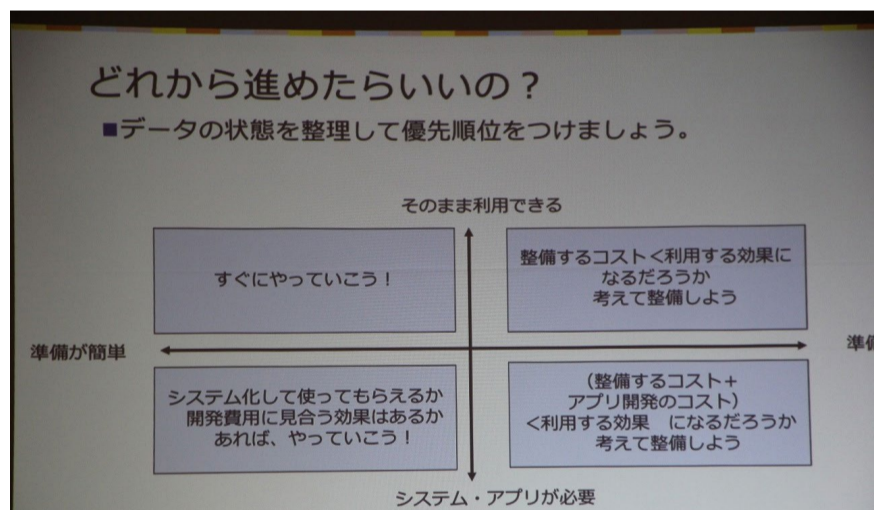 どれから進めたらいいの？
■データの状態を整理して優先順位をつけましょう。
そのまま利用できる
すぐにやっていこう！
整備するコスト＜利用する効果に
なるだろうか
考えて整備しよう
準備が簡単
準備
システム化して使ってもらえるか
開発費用に見合う効果はあるか
あれば、やっていこう！
（整備するコスト＋
アプリ開発のコスト）
＜利用する効果　になるだろうか
考えて整備しよう
システム・アプリが必要